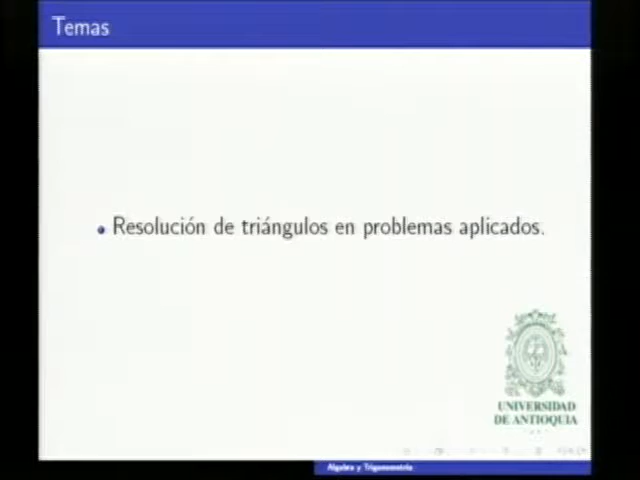 Temas
Resolución de triángulos en problemas aplicados.
UNIVERSIDAD
DE ANTIOQUIA
Algebra y Trigonometría